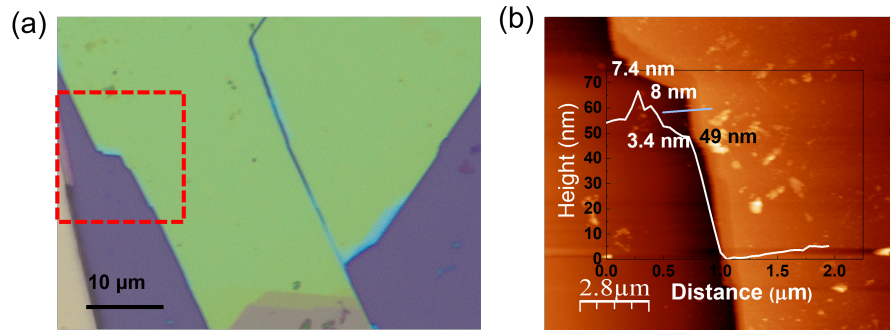 (a)
10 µm
(b)
7.4 nm
8 nm
3.4 nm
49 nm
Height (nm)
70
60
50
40
30
20
10
0
0.0 0.5 1.0 1.5 2.0
Distance (µm)
2.8µm